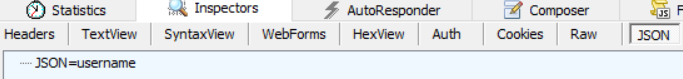 Statistics Inspectors AutoResponder Composer F
Headers TextView SyntaxView WebForms HexView Auth Cookies Raw JSON
JSON=username